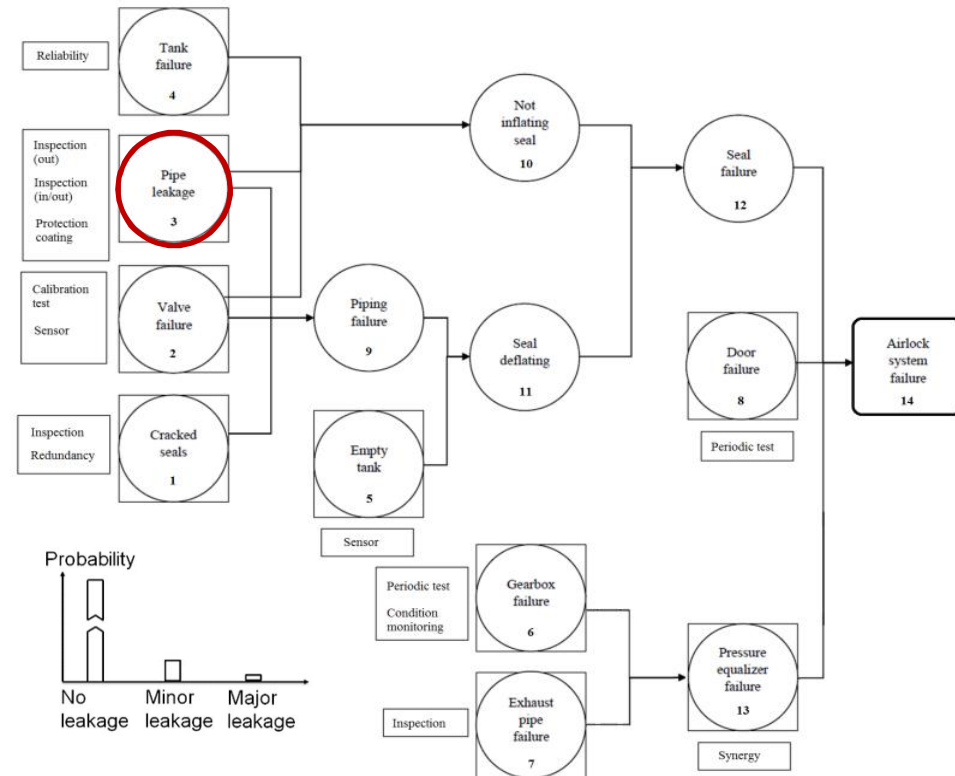 Reliability
Tank
failure
4
Inspection
(out)
Inspection
(in/out)
Protection
coating
Pipe
leakage
3
Calibration
test
Sensor
Valve
failure
2
Inspection
Redundancy
Cracked
seals
1
Piping
failure
9
Empty
tank
5
Sensor
Not
inflating
seal
10
Seal
deflating
11
Seal
failure
12
Door
failure
8
Periodic test
Airlock
system
failure
14
Periodic test
Condition
monitoring
Gearbox
failure
6
Inspection
Exhaust
pipe
failure
7
Pressure
equalizer
failure
13
Synergy
Probability
No
leakage
Minor
leakage
Major
leakage